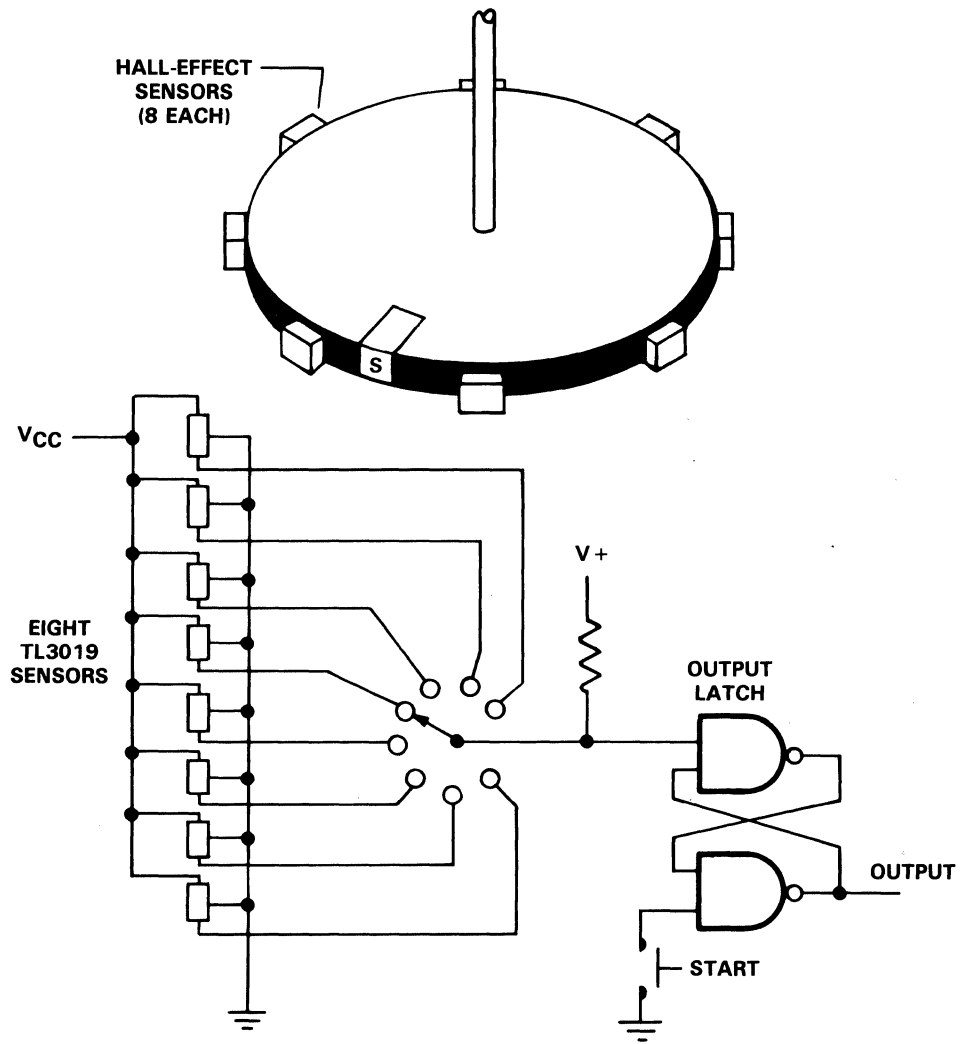 HALL-EFFECT
SENSORS
(8 EACH)
S
VCC
V+
EIGHT
TL3019
SENSORS
OUTPUT
LATCH
OUTPUT
START